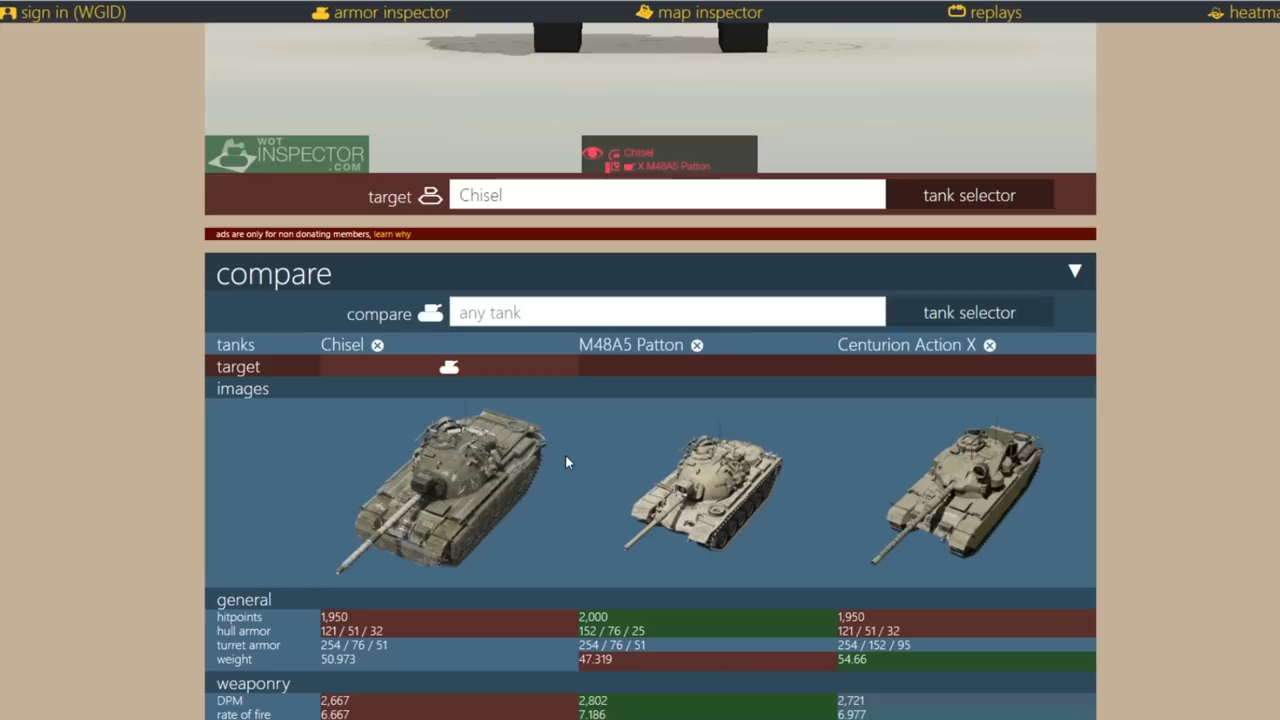 sign in (WGID) armor inspector map inspector replays heatma
WOT
INSPECTOR
.COM
Chisel
X M48A5 Patton
target Chisel tank selector
ads are only for non donating members, learn why
compare
compare any tank tank selector
tanks Chisel M48A5 Patton Centurion Action X
target
images
general
hitpoints 1,950 2,000 1,950
hull armor 121 / 51 / 32 152 / 76 / 25 121 / 51 / 32
turret armor 254 / 76 / 51 254 / 76 / 51 254 / 152 / 95
weight 50.973 47.319 54.66
weaponry
DPM 2,667 2,802 2,721
rate of fire 6.667 7.186 6.977